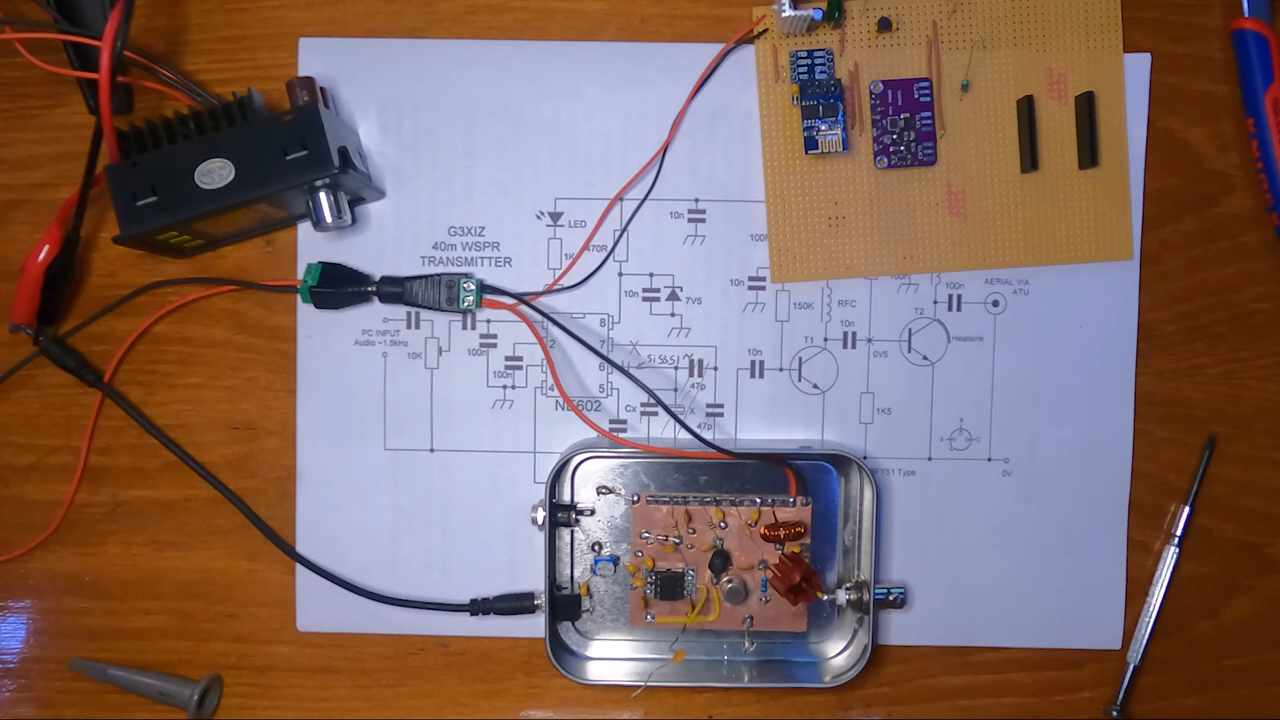 G3XIZ
40m WSPR
TRANSMITTER
LED
10n
470R
1K
10n
7V5
PC INPUT
Audio ~1.5kHz
10K
100n
100n
8
7
6
5
2
4
NE602
Si5351
Cx
X
47p
47p
10n
150K
RFC
10n
T1
0V5
1K5
T2
Heatsink
100n
AERIAL VIA
ATU
BFY51 Type
0V